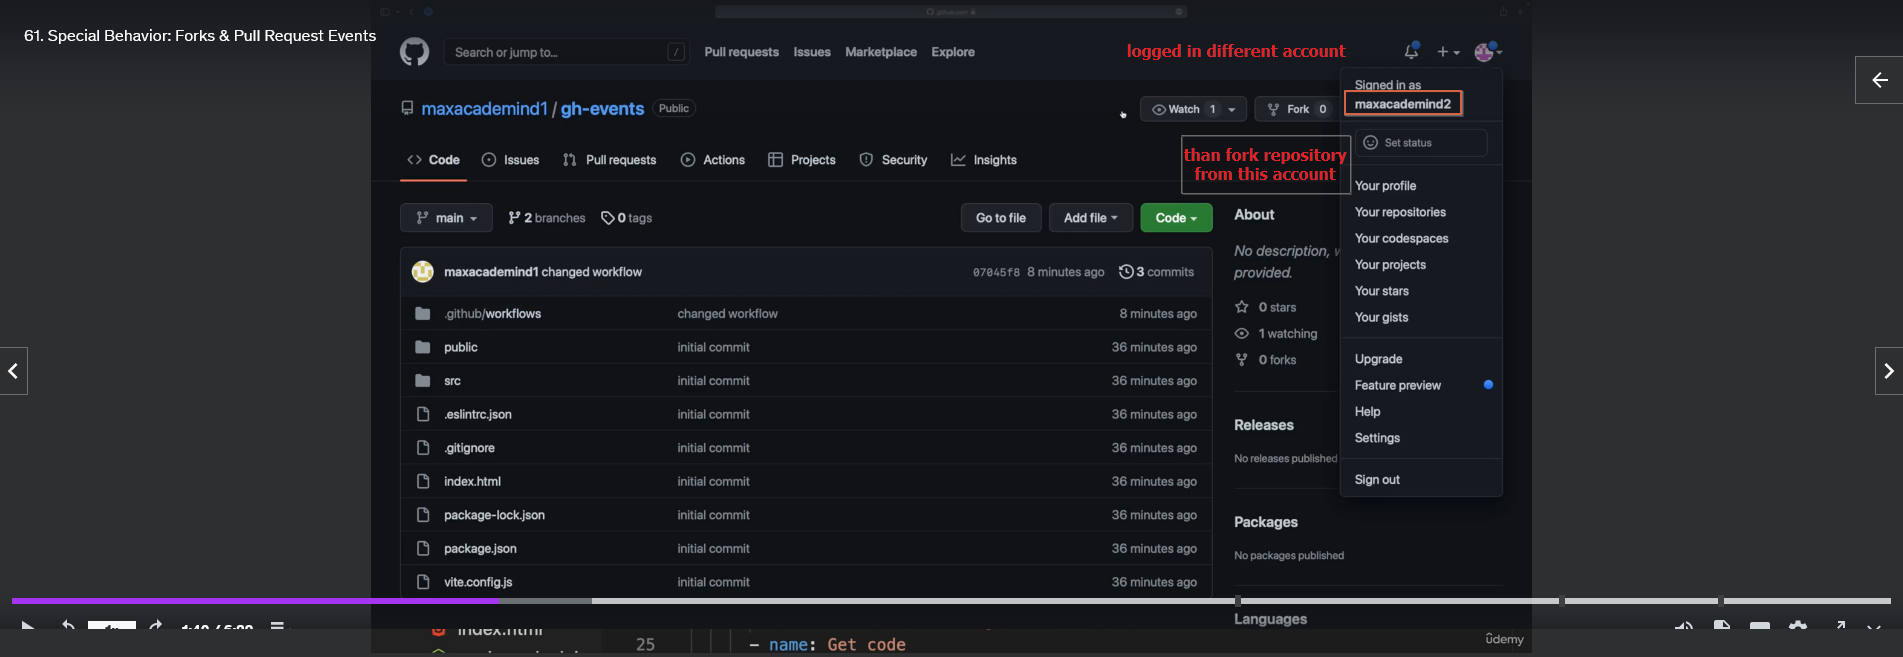 61. Special Behavior: Forks & Pull Request Events
Search or jump to...
/
Pull requests
Issues
Marketplace
Explore
logged in different account
Signed in as
maxacademind2
maxacademind1 / gh-events
Public
Watch 1
Fork 0
Set status
than fork repository
from this account
Code
Issues
Pull requests
Actions
Projects
Security
Insights
Your profile
Your repositories
Your codespaces
Your projects
Your stars
Your gists
Upgrade
Feature preview
Help
Settings
Sign out
main
2 branches
0 tags
Go to file
Add file
Code
About
No description,
provided.
0 stars
1 watching
0 forks
Releases
No releases published
Packages
No packages published
Languages
maxacademind1 changed workflow
07045f8 8 minutes ago
3 commits
.github/workflows changed workflow 8 minutes ago
public initial commit 36 minutes ago
src initial commit 36 minutes ago
.eslintrc.json initial commit 36 minutes ago
.gitignore initial commit 36 minutes ago
index.html initial commit 36 minutes ago
package-lock.json initial commit 36 minutes ago
package.json initial commit 36 minutes ago
vite.config.js initial commit 36 minutes ago
index.html
25 - name: Get code
ûdemy